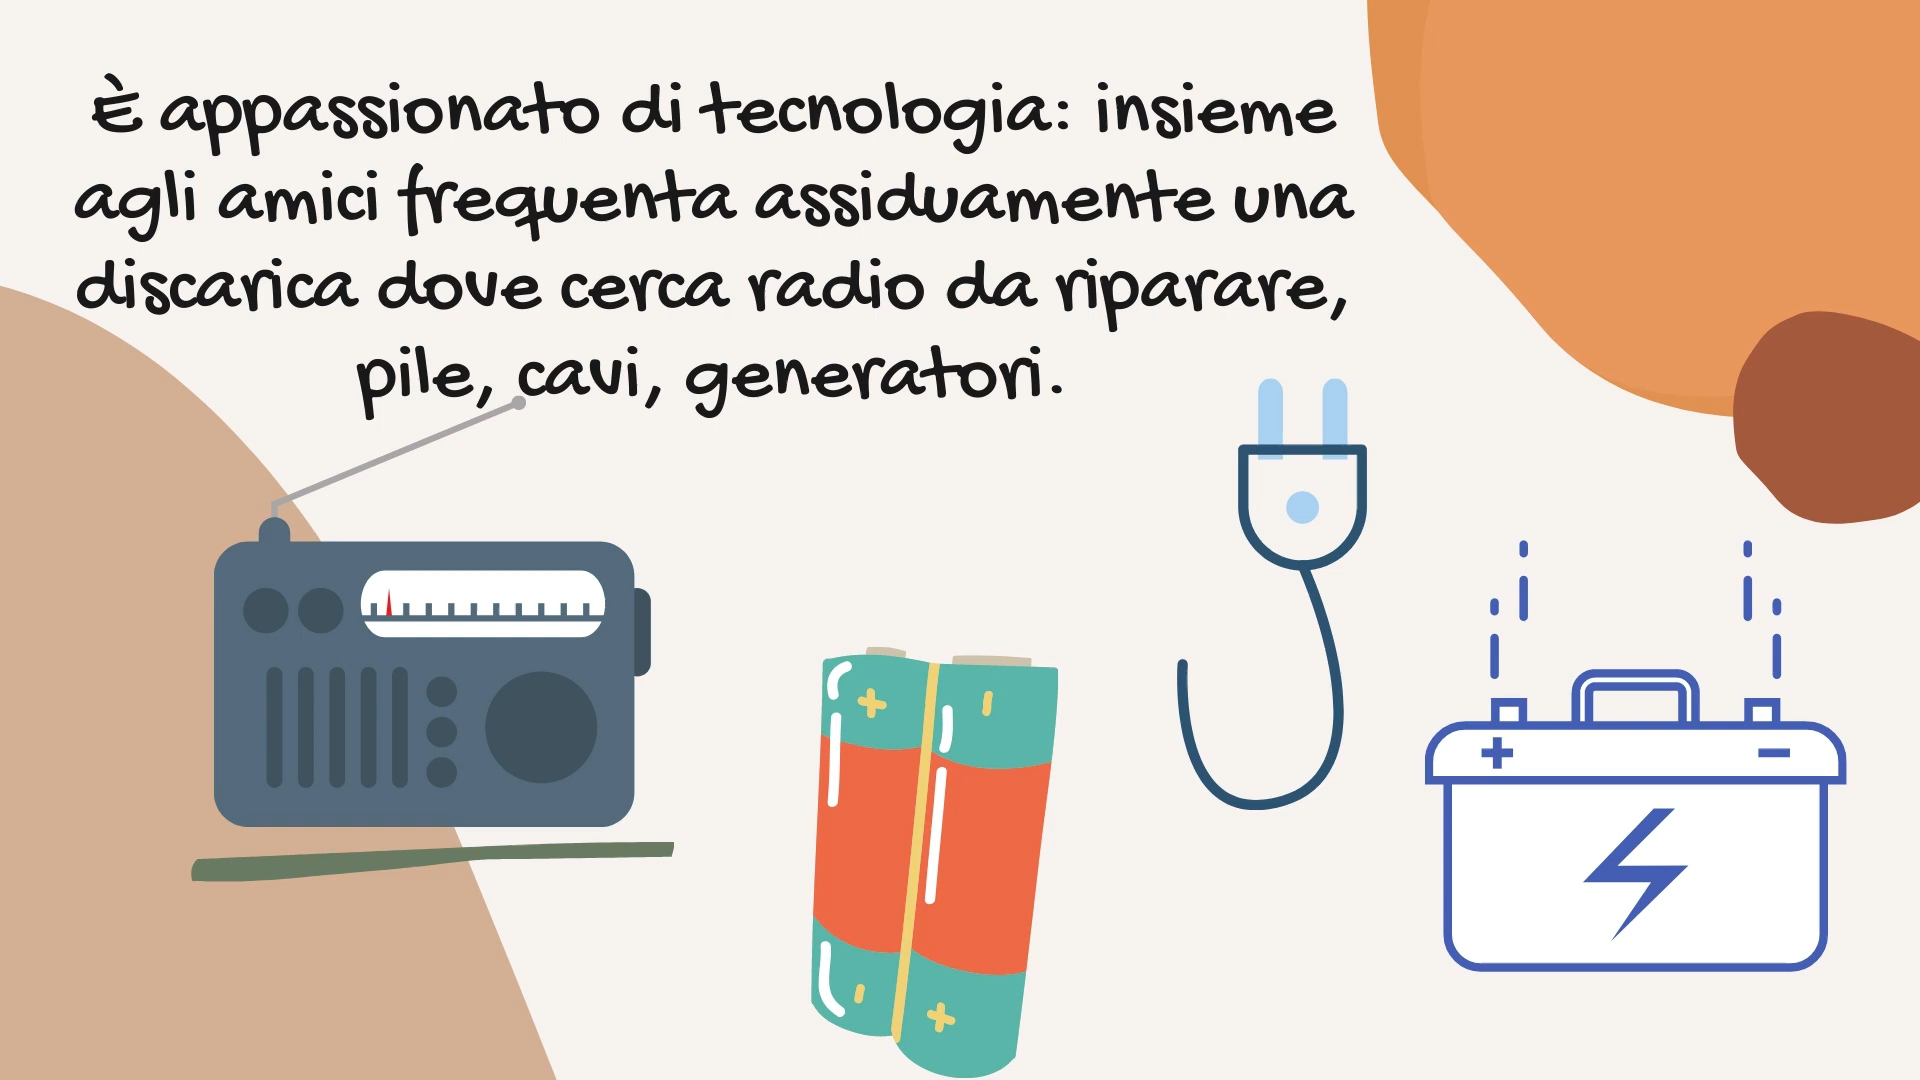 È appassionato di tecnologia: insieme
agli amici frequenta assiduamente una
discarica dove cerca radio da riparare,
pile, cavi, generatori.